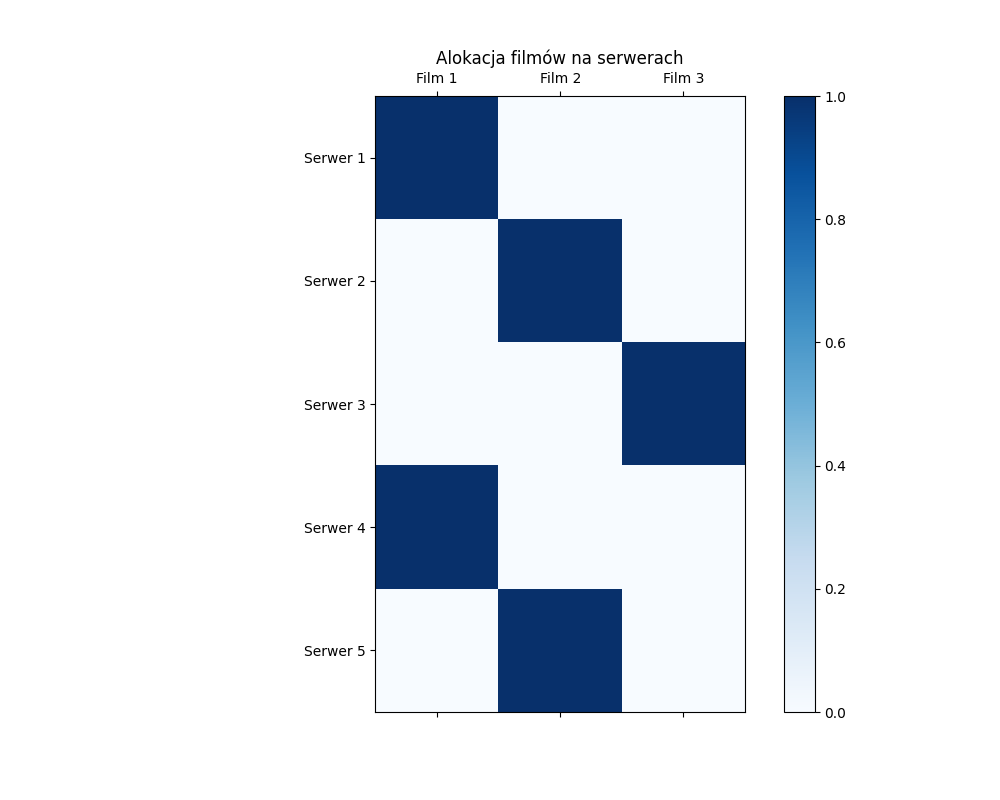 Alokacja filmów na serwerach
Film 1 Film 2 Film 3
Serwer 1
Serwer 2
Serwer 3
Serwer 4
Serwer 5
1.0
0.8
0.6
0.4
0.2
0.0